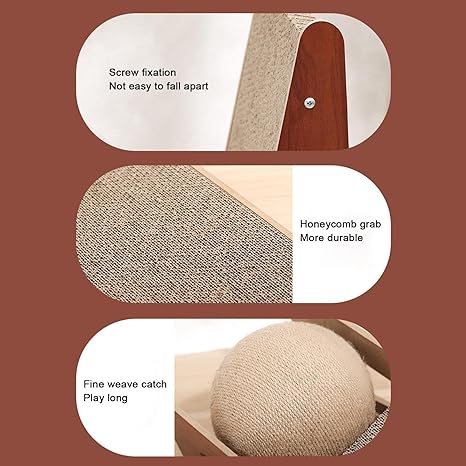 Screw fixation
Not easy to fall apart
Honeycomb grab
More durable
Fine weave catch
Play long